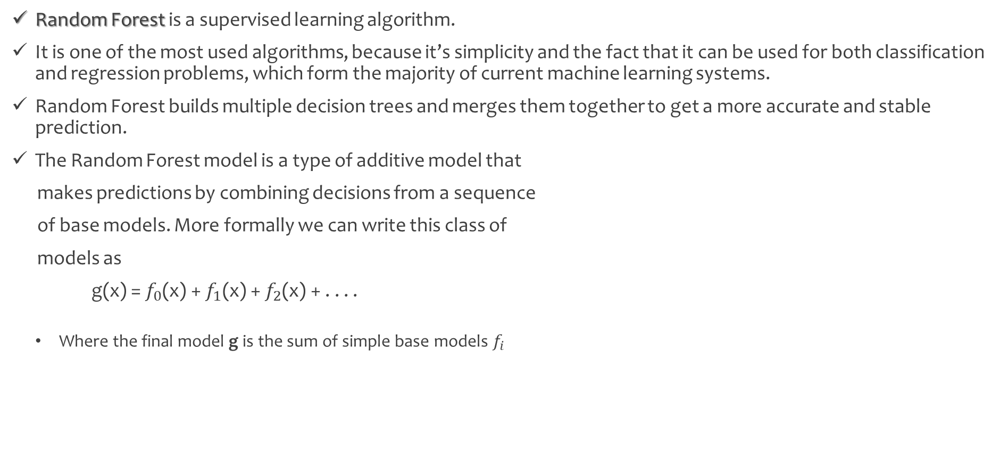 ✓ Random Forest is a supervised learning algorithm.
✓ It is one of the most used algorithms, because it’s simplicity and the fact that it can be used for both classification
and regression problems, which form the majority of current machine learning systems.
✓ Random Forest builds multiple decision trees and merges them together to get a more accurate and stable
prediction.
✓ The Random Forest model is a type of additive model that
makes predictions by combining decisions from a sequence
of base models. More formally we can write this class of
models as
g(x) = f₀(x) + f₁(x) + f₂(x) + . . . .
• Where the final model g is the sum of simple base models fᵢ